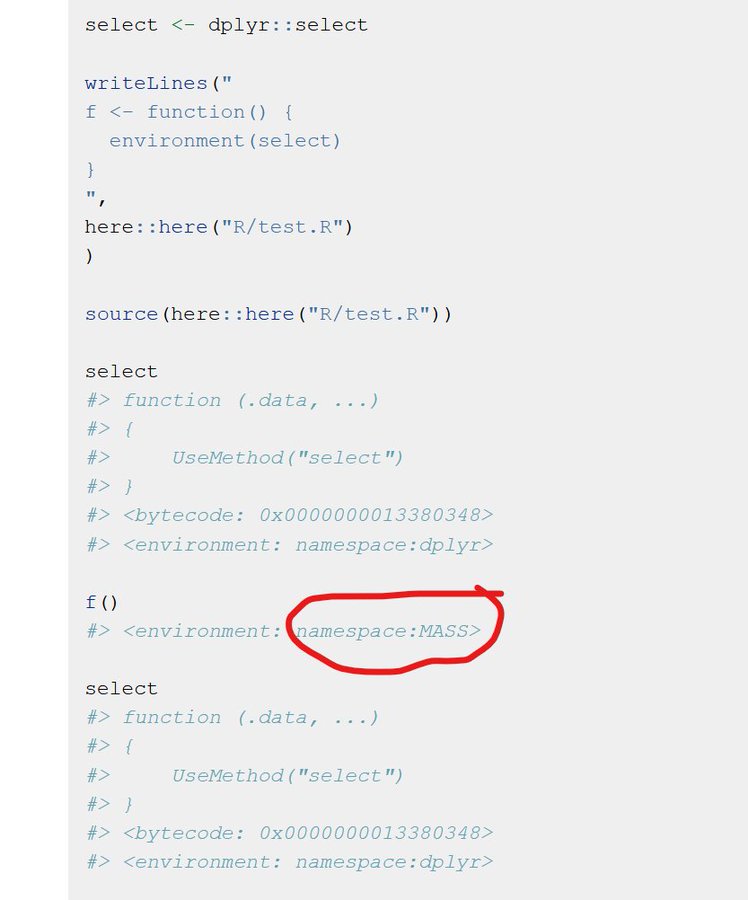 select <- dplyr::select
writeLines("
f <- function() {
  environment(select)
}
",
here::here("R/test.R")
)
source(here::here("R/test.R"))
select
#> function (.data, ...)
#> {
#>     UseMethod("select")
#> }
#> <bytecode: 0x0000000013380348>
#> <environment: namespace:dplyr>
f()
#> <environment: namespace:MASS>
select
#> function (.data, ...)
#> {
#>     UseMethod("select")
#> }
#> <bytecode: 0x0000000013380348>
#> <environment: namespace:dplyr>